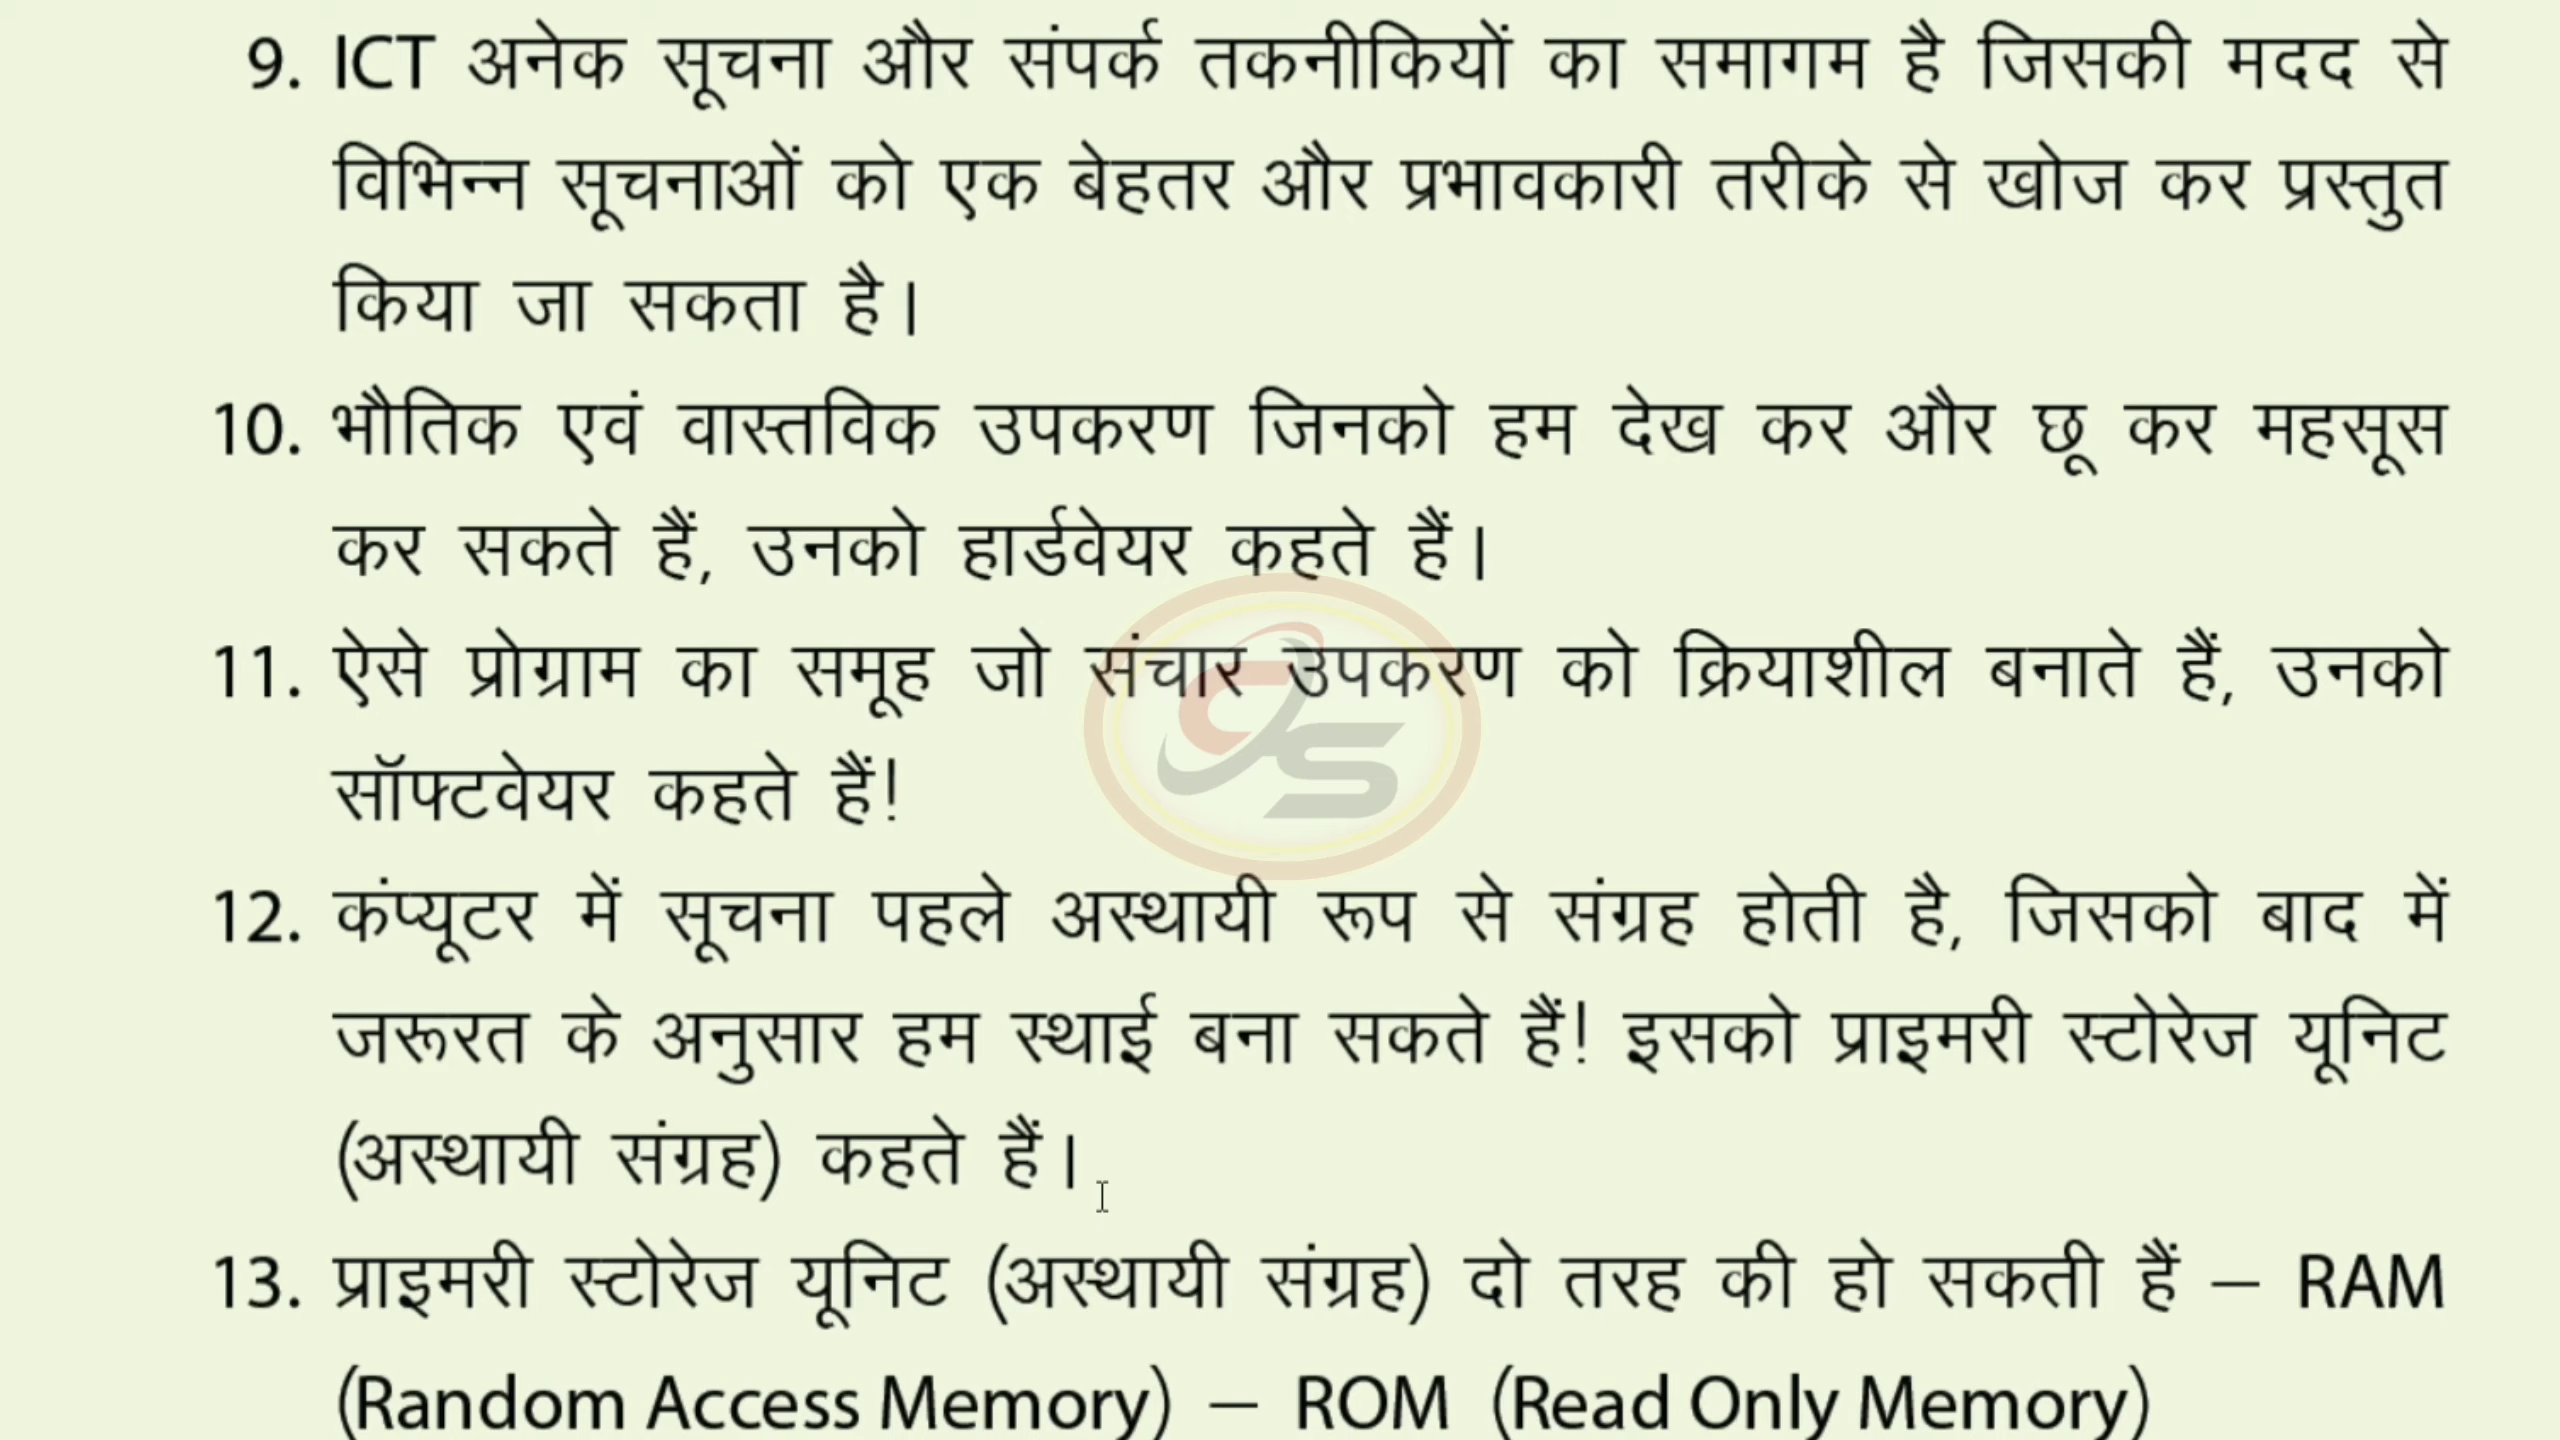 9. ICT अनेक सूचना और संपर्क तकनीकियों का समागम है जिसकी मदद से
विभिन्न सूचनाओं को एक बेहतर और प्रभावकारी तरीके से खोज कर प्रस्तुत
किया जा सकता है।
10. भौतिक एवं वास्तविक उपकरण जिनको हम देख कर और छू कर महसूस
कर सकते हैं, उनको हार्डवेयर कहते हैं।
11. ऐसे प्रोग्राम का समूह जो संचार उपकरण को क्रियाशील बनाते हैं, उनको
सॉफ्टवेयर कहते हैं!
12. कंप्यूटर में सूचना पहले अस्थायी रूप से संग्रह होती है, जिसको बाद में
जरूरत के अनुसार हम स्थाई बना सकते हैं! इसको प्राइमरी स्टोरेज यूनिट
(अस्थायी संग्रह) कहते हैं।
13. प्राइमरी स्टोरेज यूनिट (अस्थायी संग्रह) दो तरह की हो सकती हैं – RAM
(Random Access Memory) – ROM (Read Only Memory)
CS